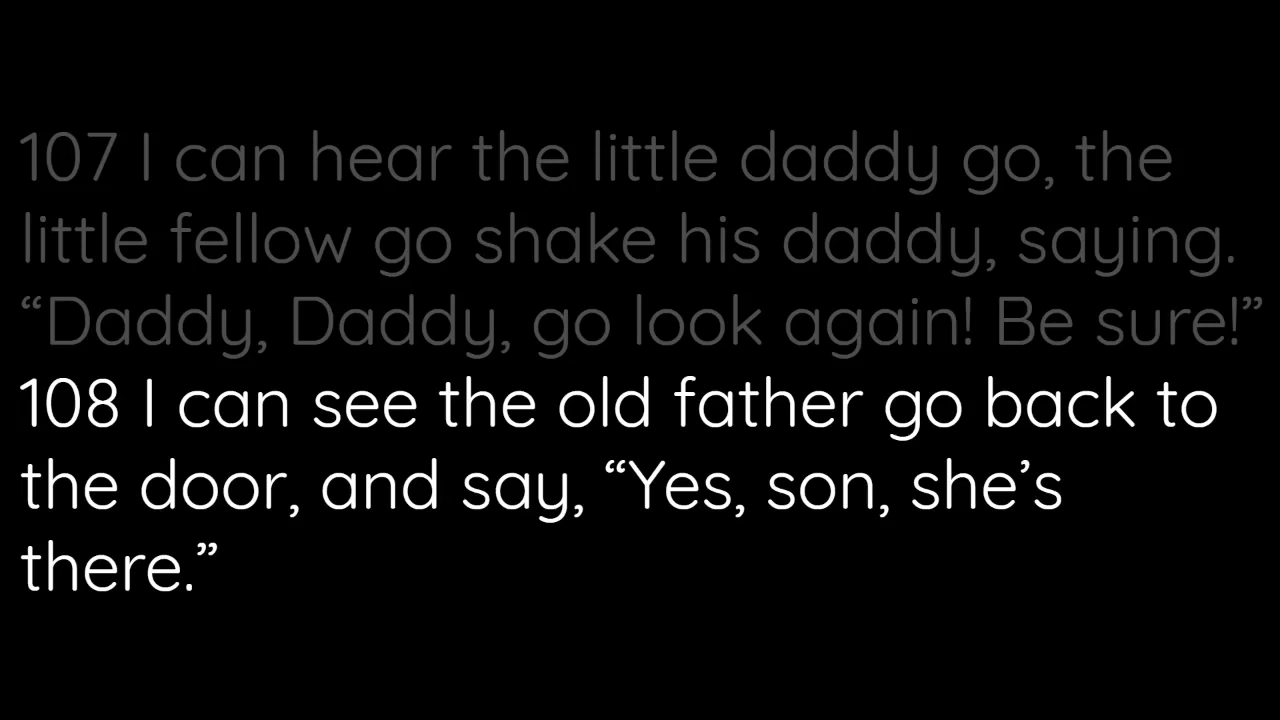 107 I can hear the little daddy go, the
little fellow go shake his daddy, saying.
“Daddy, Daddy, go look again! Be sure!”
108 I can see the old father go back to
the door, and say, “Yes, son, she’s
there.”